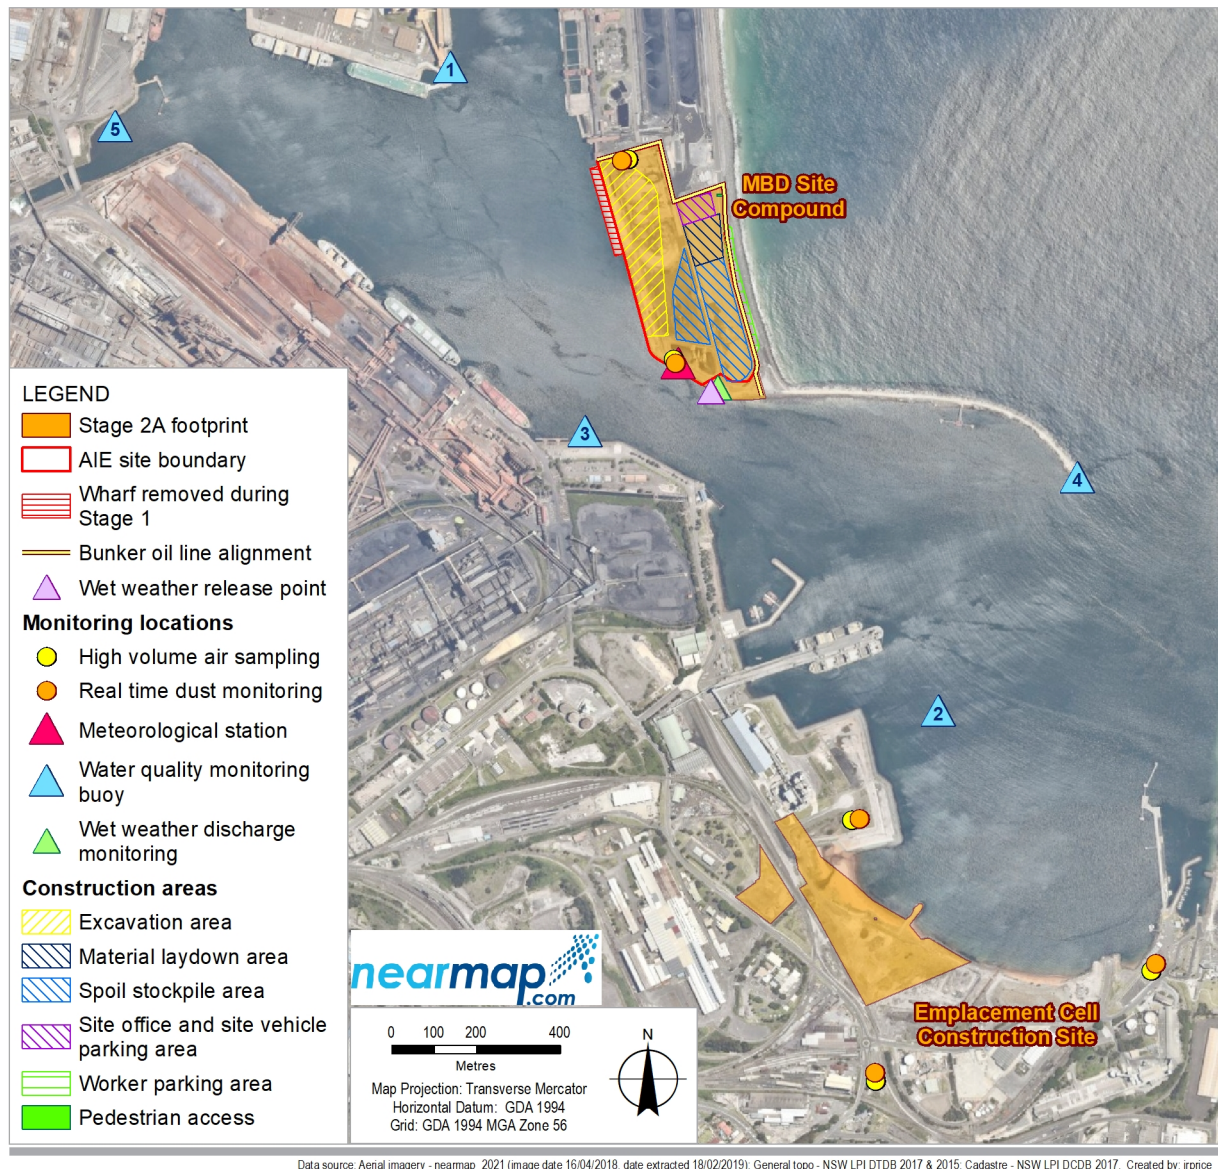 1
5
MBD Site
Compound
3
4
2
LEGEND
Stage 2A footprint
AIE site boundary
Wharf removed during
Stage 1
Bunker oil line alignment
Wet weather release point
Monitoring locations
High volume air sampling
Real time dust monitoring
Meteorological station
Water quality monitoring
buoy
Wet weather discharge
monitoring
Construction areas
Excavation area
Material laydown area
Spoil stockpile area
Site office and site vehicle
parking area
Worker parking area
Pedestrian access
nearmap
.com
0 100 200 400
Metres
Map Projection: Transverse Mercator
Horizontal Datum: GDA 1994
Grid: GDA 1994 MGA Zone 56
N
Emplacement Cell
Construction Site
Data source: Aerial imagery - nearmap 2021 (image date 16/04/2018, date extracted 18/02/2019); General topo - NSW LPI DTDB 2017 & 2015; Cadastre - NSW LPI DCDB 2017. Created by: jrprice